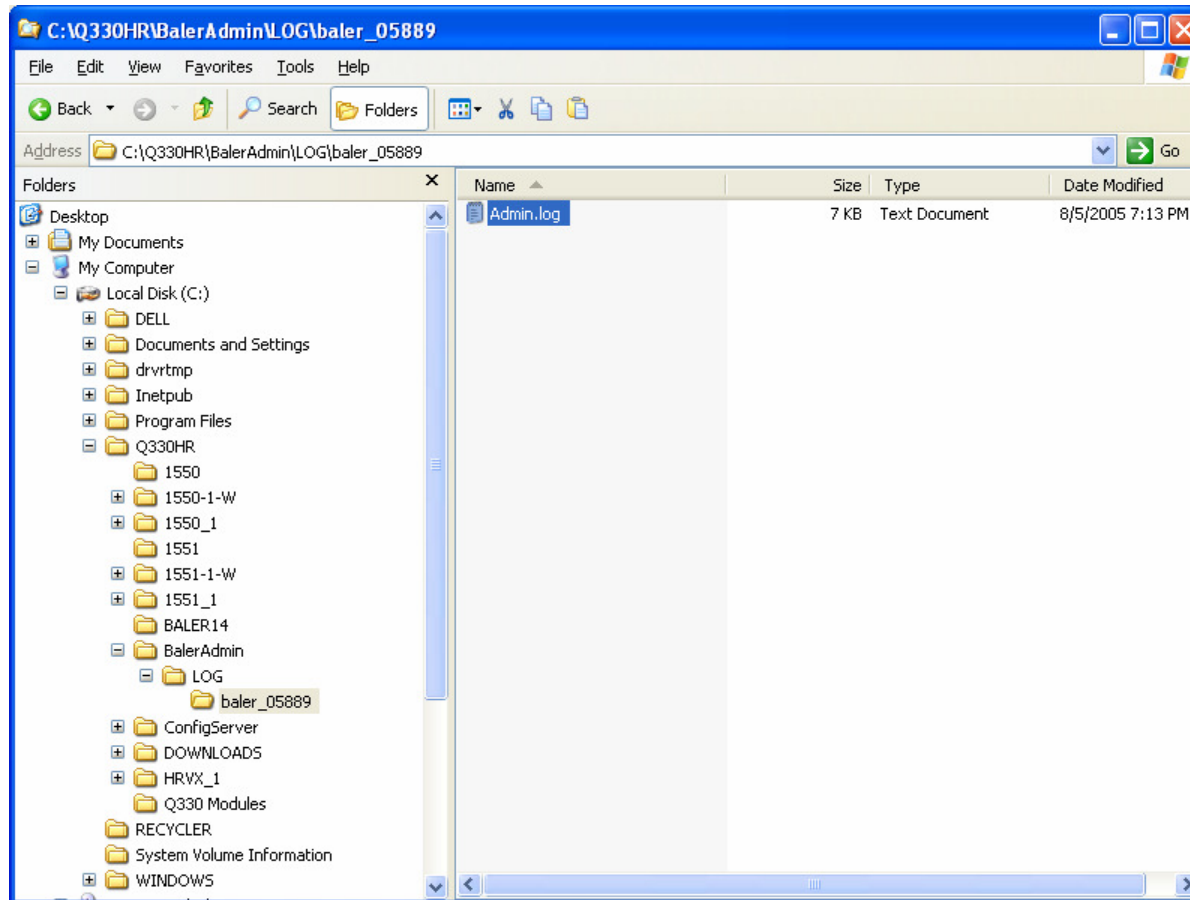 C:\Q330HR\BalerAdmin\LOG\baler_05889
File Edit View Favorites Tools Help
Back Search Folders
Address C:\Q330HR\BalerAdmin\LOG\baler_05889 Go
Folders
Name Size Type Date Modified
Admin.log 7 KB Text Document 8/5/2005 7:13 PM
Desktop
My Documents
My Computer
Local Disk (C:)
DELL
Documents and Settings
drvrtmp
Inetpub
Program Files
Q330HR
1550
1550-1-W
1550_1
1551
1551-1-W
1551_1
BALER14
BalerAdmin
LOG
baler_05889
ConfigServer
DOWNLOADS
HRVX_1
Q330 Modules
RECYCLER
System Volume Information
WINDOWS